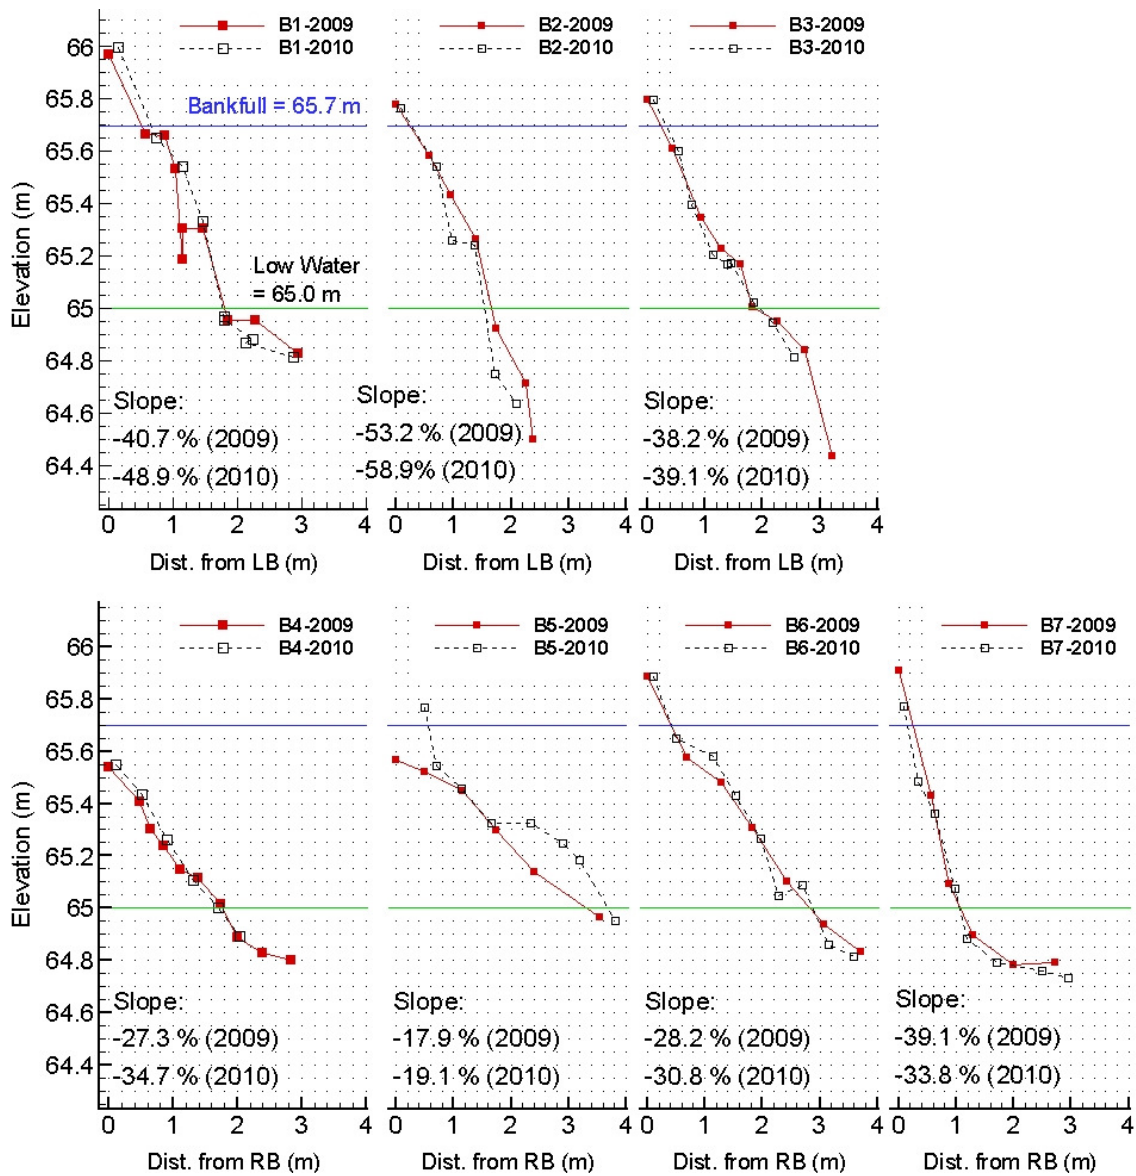 B1-2009
B1-2010
B2-2009
B2-2010
B3-2009
B3-2010
66
65.8
65.6
65.4
65.2
65
64.8
64.6
64.4
Elevation (m)
Bankfull = 65.7 m
Low Water
= 65.0 m
Slope:
-40.7 % (2009)
-48.9 % (2010)
Slope:
-53.2 % (2009)
-58.9% (2010)
Slope:
-38.2 % (2009)
-39.1 % (2010)
0 1 2 3 4
0 1 2 3 4
0 1 2 3 4
Dist. from LB (m)
Dist. from LB (m)
Dist. from LB (m)
B4-2009
B4-2010
B5-2009
B5-2010
B6-2009
B6-2010
B7-2009
B7-2010
66
65.8
65.6
65.4
65.2
65
64.8
64.6
64.4
Elevation (m)
Slope:
-27.3 % (2009)
-34.7 % (2010)
Slope:
-17.9 % (2009)
-19.1 % (2010)
Slope:
-28.2 % (2009)
-30.8 % (2010)
Slope:
-39.1 % (2009)
-33.8 % (2010)
0 1 2 3 4
0 1 2 3 4
0 1 2 3 4
0 1 2 3 4
Dist. from RB (m)
Dist. from RB (m)
Dist. from RB (m)
Dist. from RB (m)